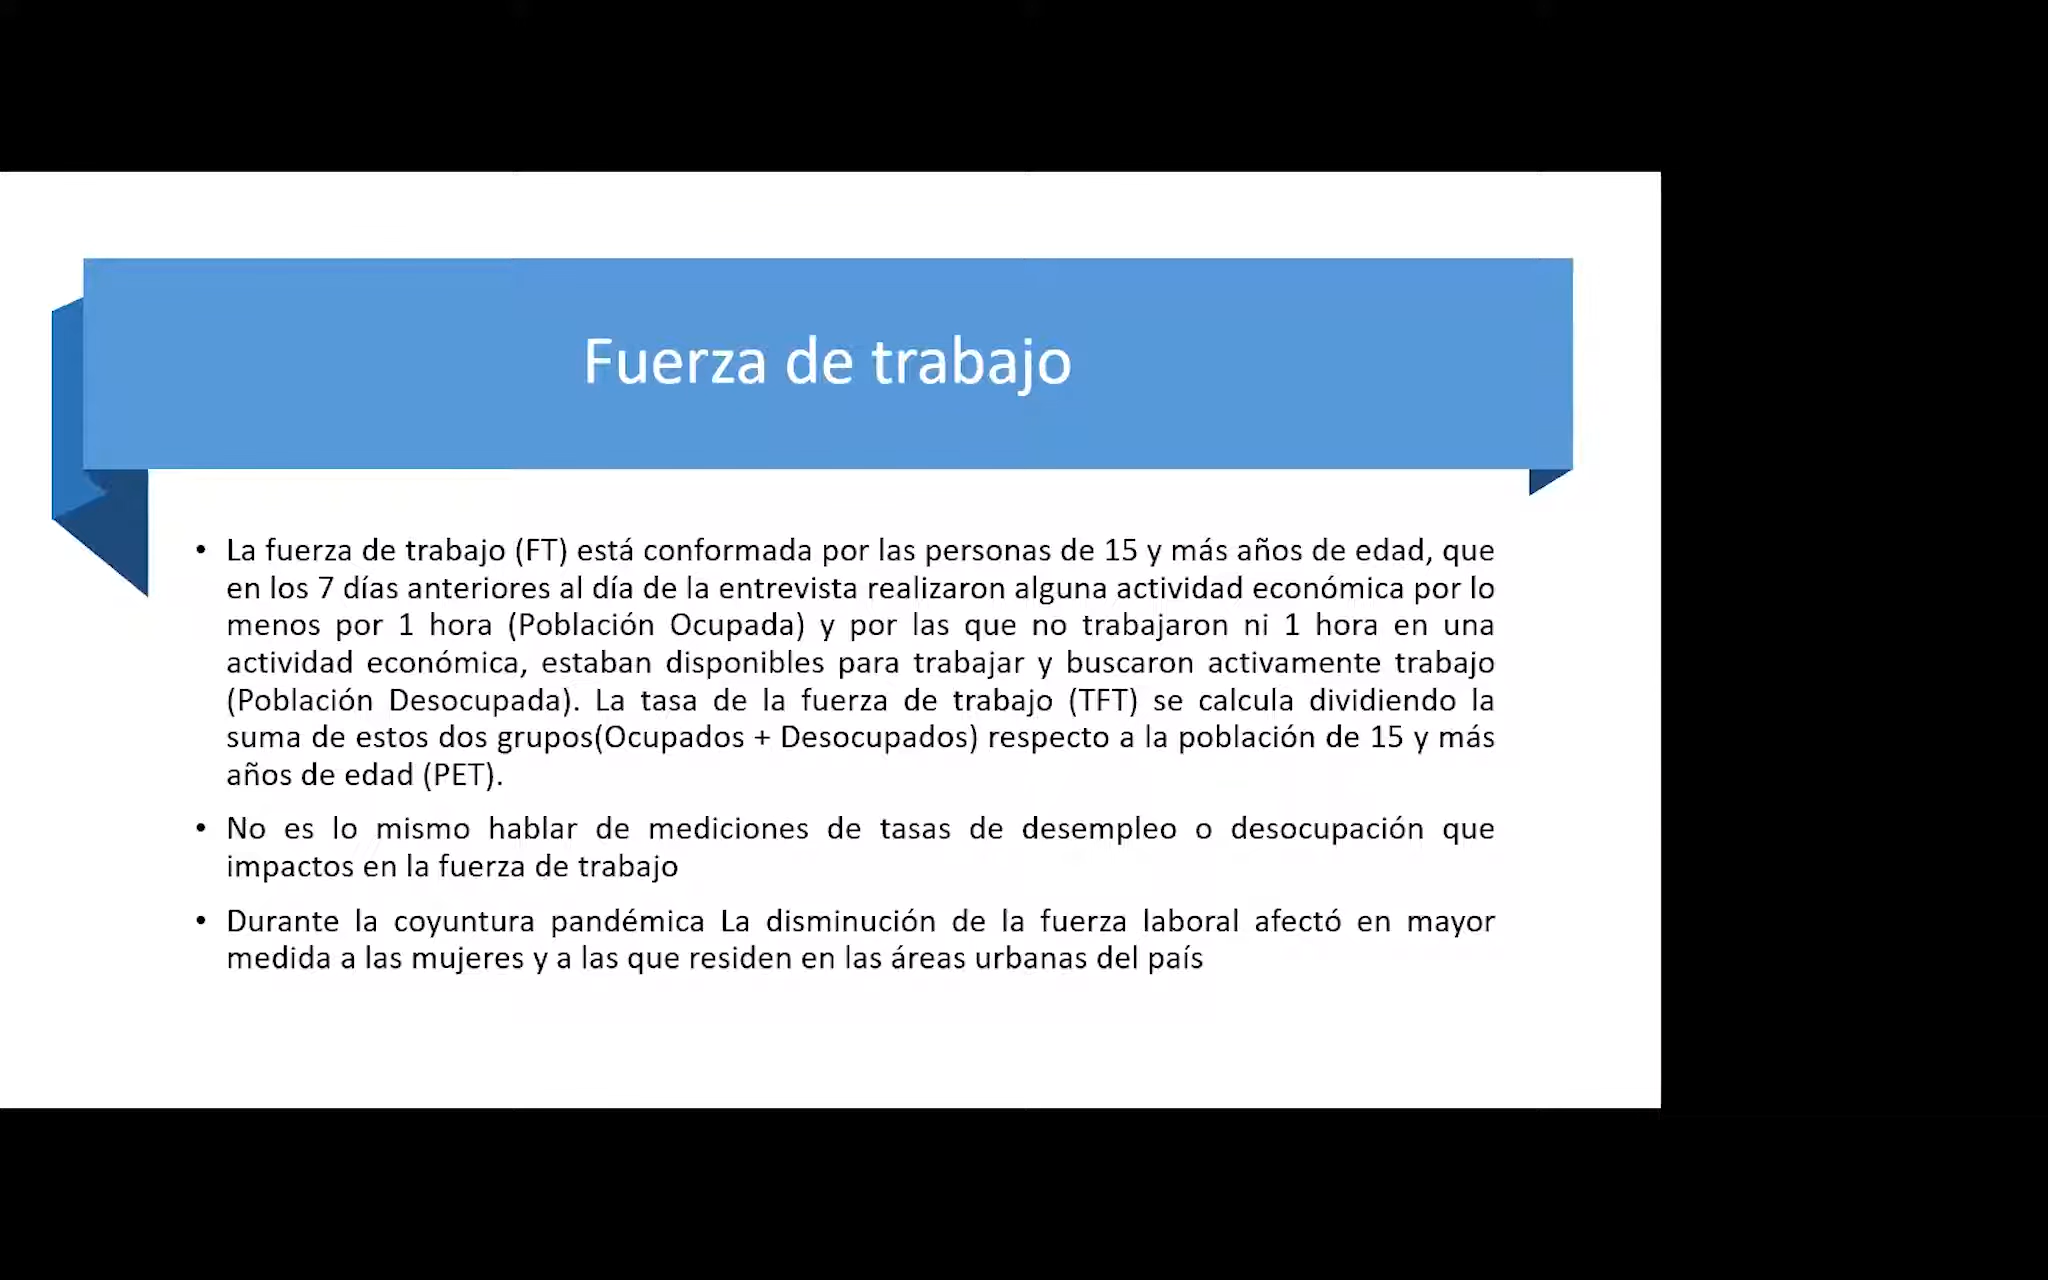 Fuerza de trabajo
• La fuerza de trabajo (FT) está conformada por las personas de 15 y más años de edad, que
en los 7 días anteriores al día de la entrevista realizaron alguna actividad económica por lo
menos por 1 hora (Población Ocupada) y por las que no trabajaron ni 1 hora en una
actividad económica, estaban disponibles para trabajar y buscaron activamente trabajo
(Población Desocupada). La tasa de la fuerza de trabajo (TFT) se calcula dividiendo la
suma de estos dos grupos(Ocupados + Desocupados) respecto a la población de 15 y más
años de edad (PET).
• No es lo mismo hablar de mediciones de tasas de desempleo o desocupación que
impactos en la fuerza de trabajo
• Durante la coyuntura pandémica La disminución de la fuerza laboral afectó en mayor
medida a las mujeres y a las que residen en las áreas urbanas del país